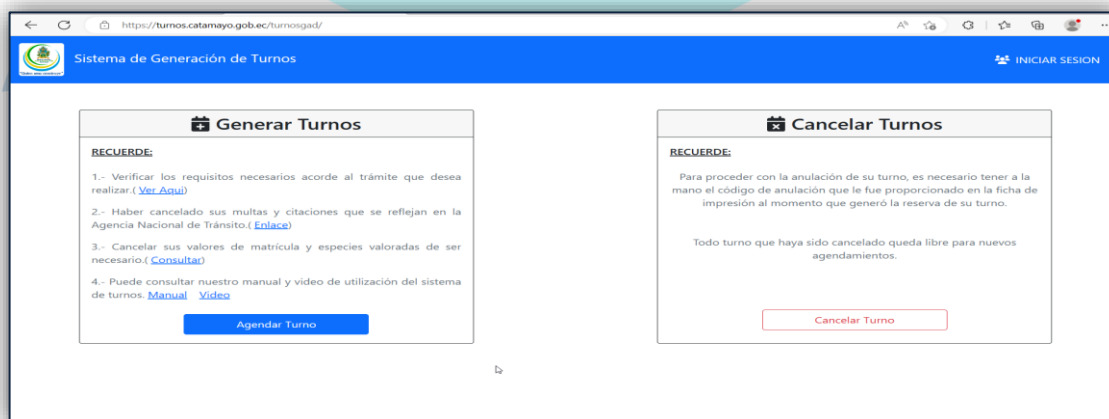 https://turnos.catamayo.gob.ec/turnosgad/
Sistema de Generación de Turnos
INICIAR SESION
Generar Turnos
RECUERDE:
1.- Verificar los requisitos necesarios acorde al trámite que desea
realizar.( Ver Aqui)
2.- Haber cancelado sus multas y citaciones que se reflejan en la
Agencia Nacional de Tránsito.( Enlace)
3.- Cancelar sus valores de matrícula y especies valoradas de ser
necesario.( Consultar)
4.- Puede consultar nuestro manual y video de utilización del sistema
de turnos. Manual Video
Agendar Turno
Cancelar Turnos
RECUERDE:
Para proceder con la anulación de su turno, es necesario tener a la
mano el código de anulación que le fue proporcionado en la ficha de
impresión al momento que generó la reserva de su turno.
Todo turno que haya sido cancelado queda libre para nuevos
agendamientos.
Cancelar Turno